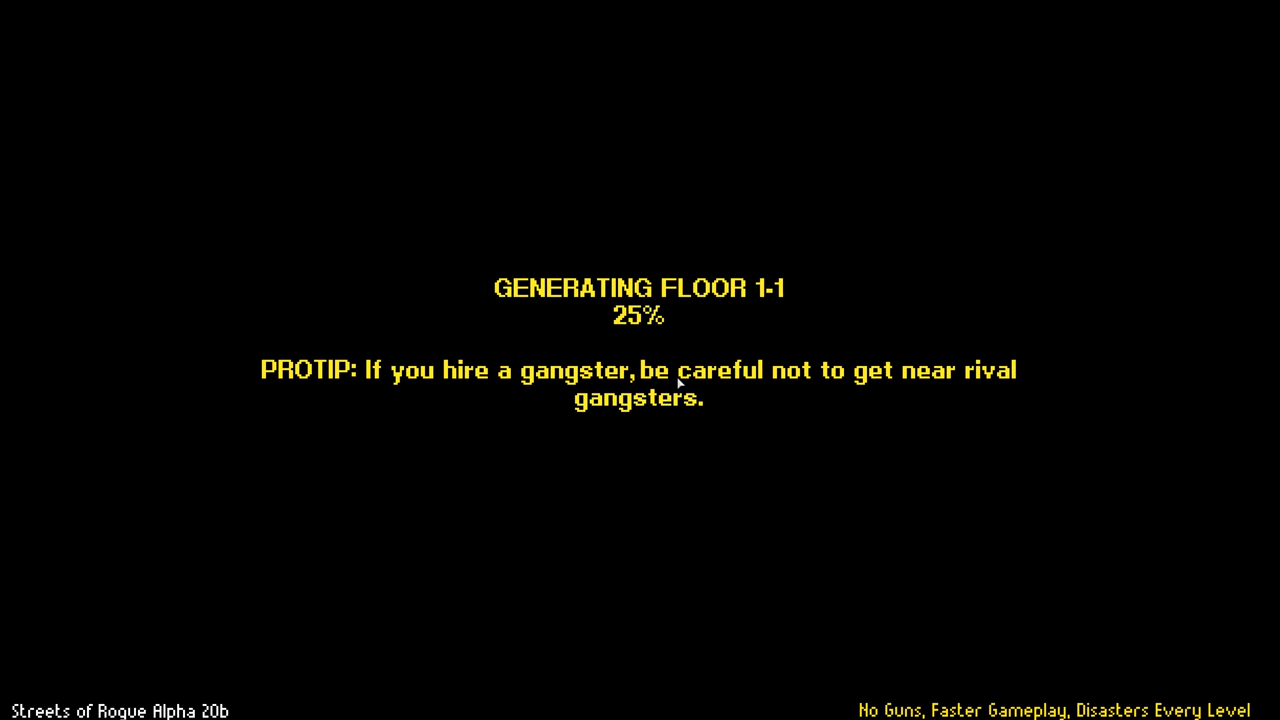 GENERATING FLOOR 1-1
25%
PROTIP: If you hire a gangster, be careful not to get near rival
gangsters.
Streets of Rogue Alpha 20b
No Guns, Faster Gameplay, Disasters Every Level